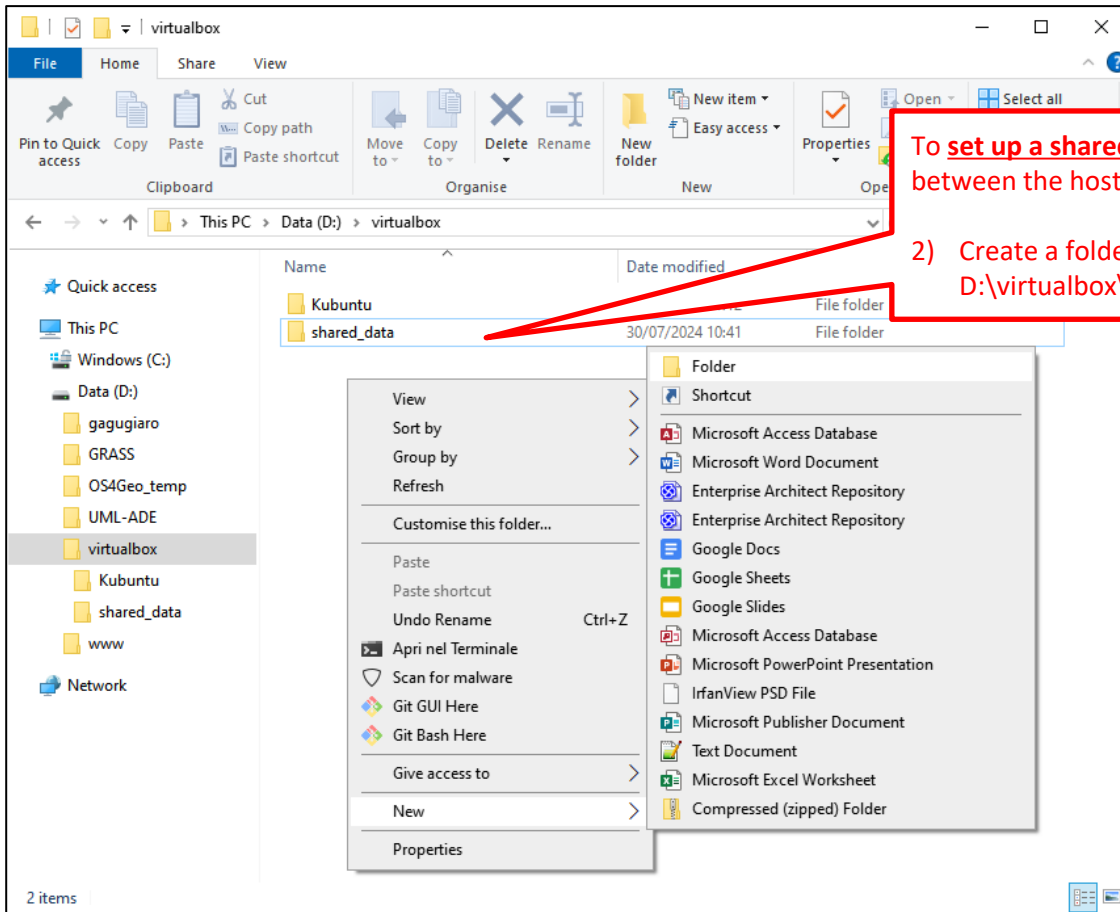 virtualbox
File Home Share View
Pin to Quick access
Copy
Paste
Cut
Copy path
Paste shortcut
Clipboard
Move to
Copy to
Delete
Rename
Organise
New folder
New item
Easy access
New
Properties
Open
Select all
To set up a shared
between the host
2) Create a folde
D:\virtualbox\
This PC > Data (D:) > virtualbox
Name Date modified
Kubuntu File folder
shared_data 30/07/2024 10:41 File folder
Quick access
This PC
Windows (C:)
Data (D:)
gagugiaro
GRASS
OS4Geo_temp
UML-ADE
virtualbox
Kubuntu
shared_data
www
Network
View
Sort by
Group by
Refresh
Customise this folder...
Paste
Paste shortcut
Undo Rename Ctrl+Z
Apri nel Terminale
Scan for malware
Git GUI Here
Git Bash Here
Give access to
New
Properties
Folder
Shortcut
Microsoft Access Database
Microsoft Word Document
Enterprise Architect Repository
Enterprise Architect Repository
Google Docs
Google Sheets
Google Slides
Microsoft Access Database
Microsoft PowerPoint Presentation
IrfanView PSD File
Microsoft Publisher Document
Text Document
Microsoft Excel Worksheet
Compressed (zipped) Folder
2 items